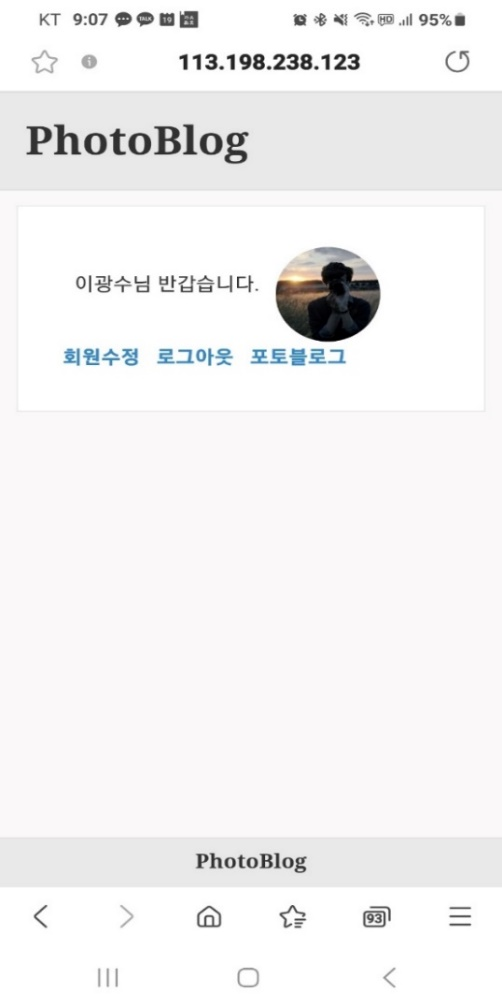 KT 9:07 95%
113.198.238.123
PhotoBlog
이광수님 반갑습니다.
회원수정 로그아웃 포토블로그
PhotoBlog
93